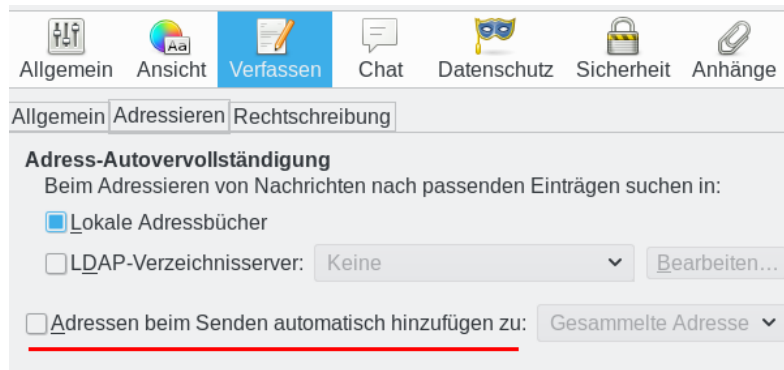 Aa
Allgemein Ansicht Verfassen Chat Datenschutz Sicherheit Anhänge
Allgemein Adressieren Rechtschreibung
Adress-Autovervollständigung
Beim Adressieren von Nachrichten nach passenden Einträgen suchen in:
Lokale Adressbücher
LDAP-Verzeichnisserver: Keine Bearbeiten...
Adressen beim Senden automatisch hinzufügen zu: Gesammelte Adresse